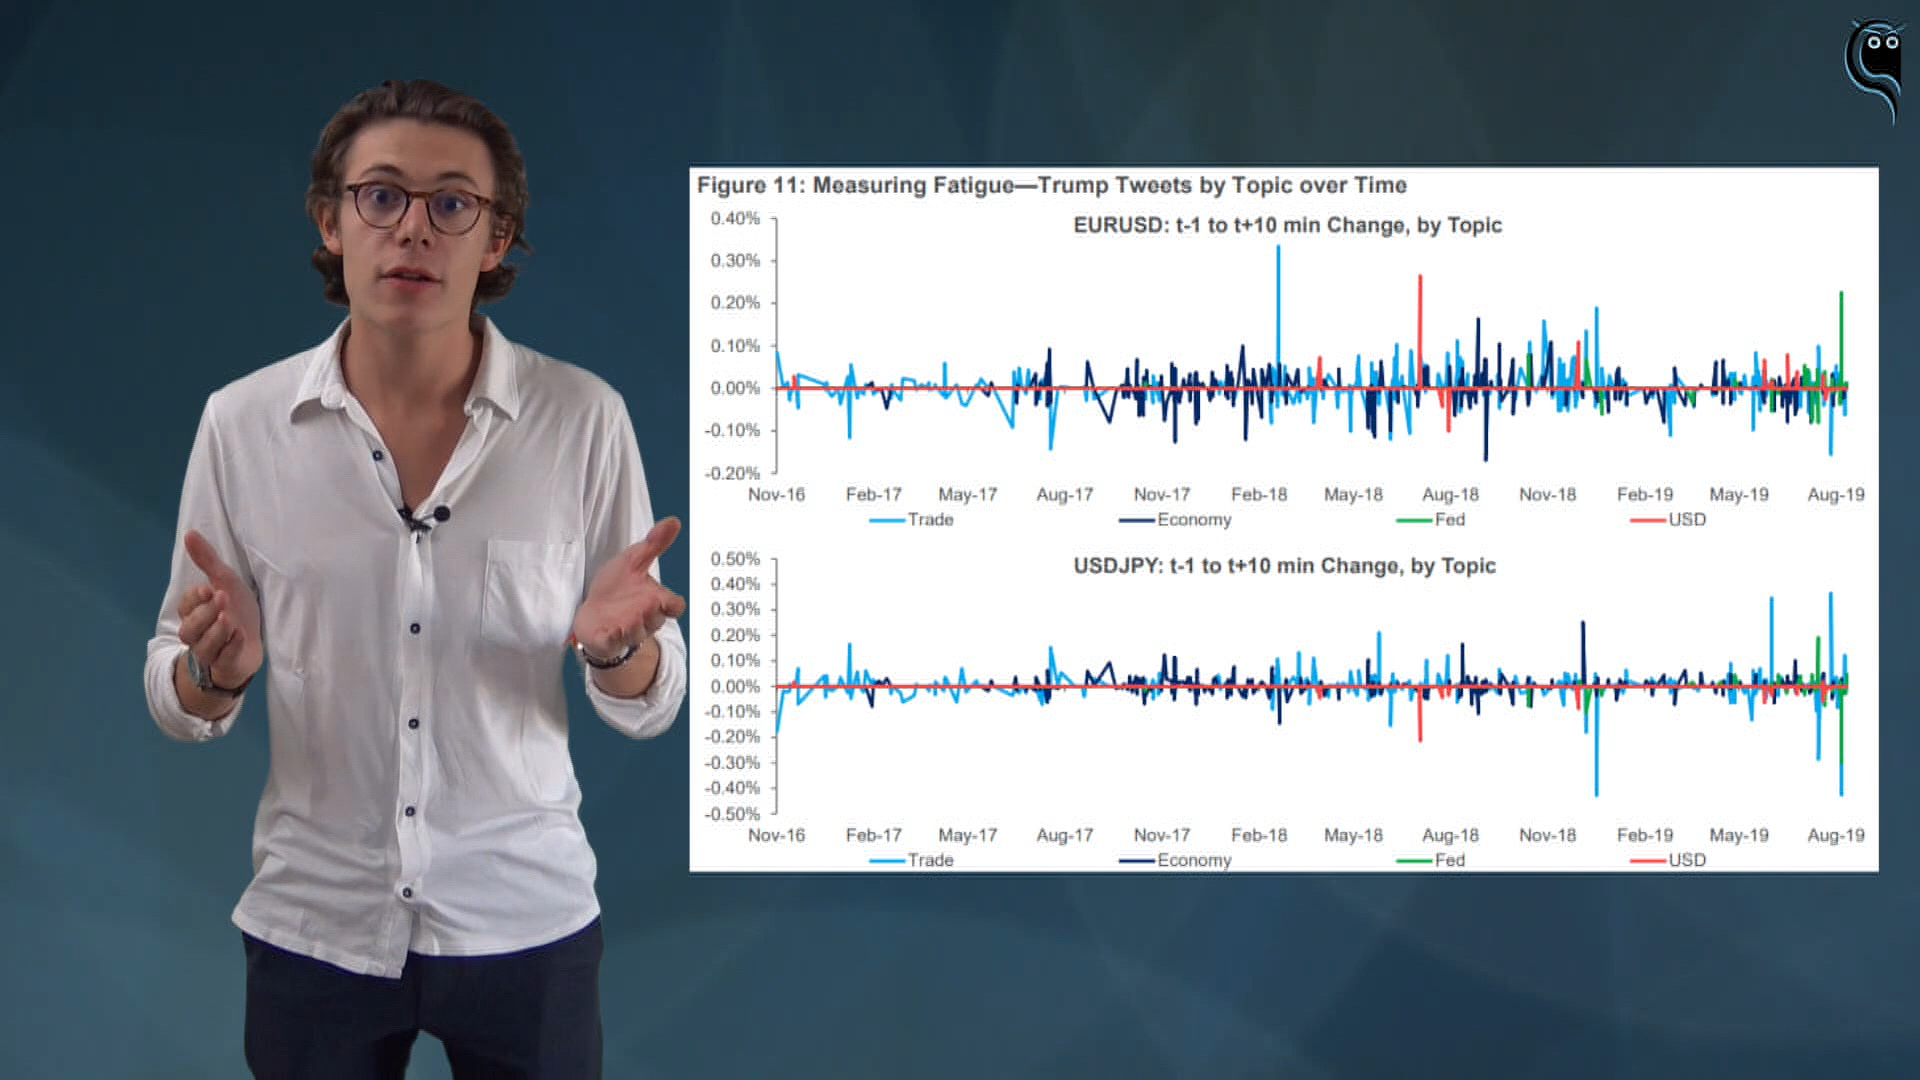 Figure 11: Measuring Fatigue—Trump Tweets by Topic over Time
EURUSD: t-1 to t+10 min Change, by Topic
0.40%
0.30%
0.20%
0.10%
0.00%
-0.10%
-0.20%
Nov-16 Feb-17 May-17 Aug-17 Nov-17 Feb-18 May-18 Aug-18 Nov-18 Feb-19 May-19 Aug-19
Trade Economy Fed USD
USDJPY: t-1 to t+10 min Change, by Topic
0.50%
0.40%
0.30%
0.20%
0.10%
0.00%
-0.10%
-0.20%
-0.30%
-0.40%
-0.50%
Nov-16 Feb-17 May-17 Aug-17 Nov-17 Feb-18 May-18 Aug-18 Nov-18 Feb-19 May-19 Aug-19
Trade Economy Fed USD